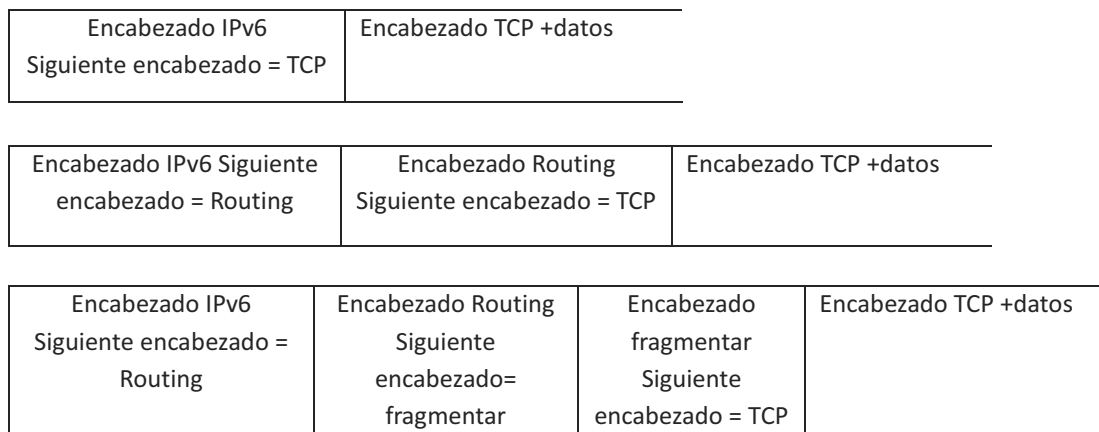 Encabezado IPv6
Siguiente encabezado = TCP
Encabezado TCP +datos
Encabezado IPv6 Siguiente
encabezado = Routing
Encabezado Routing
Siguiente encabezado = TCP
Encabezado TCP +datos
Encabezado IPv6
Siguiente encabezado =
Routing
Encabezado Routing
Siguiente
encabezado=
fragmentar
Encabezado
fragmentar
Siguiente
encabezado = TCP
Encabezado TCP +datos